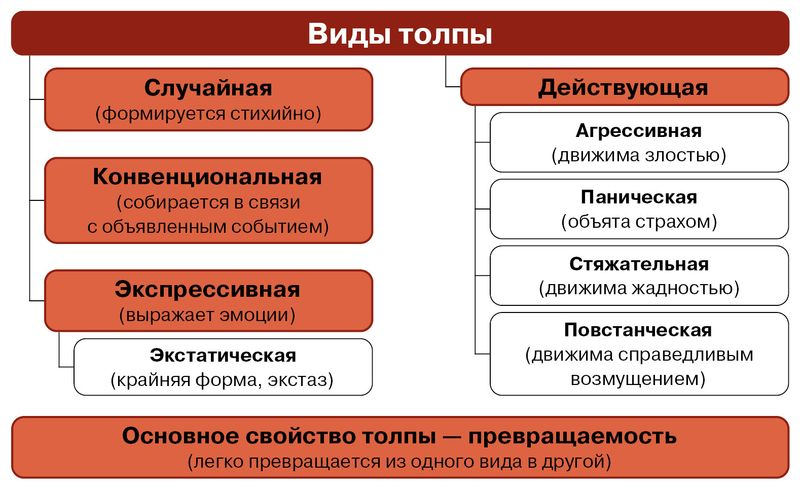 Виды толпы
Случайная
(формируется стихийно)
Конвенциональная
(собирается в связи
с объявленным событием)
Экспрессивная
(выражает эмоции)
Экстатическая
(крайняя форма, экстаз)
Действующая
Агрессивная
(движима злостью)
Паническая
(объята страхом)
Стяжательная
(движима жадностью)
Повстанческая
(движима справедливым
возмущением)
Основное свойство толпы — превращаемость
(легко превращается из одного вида в другой)